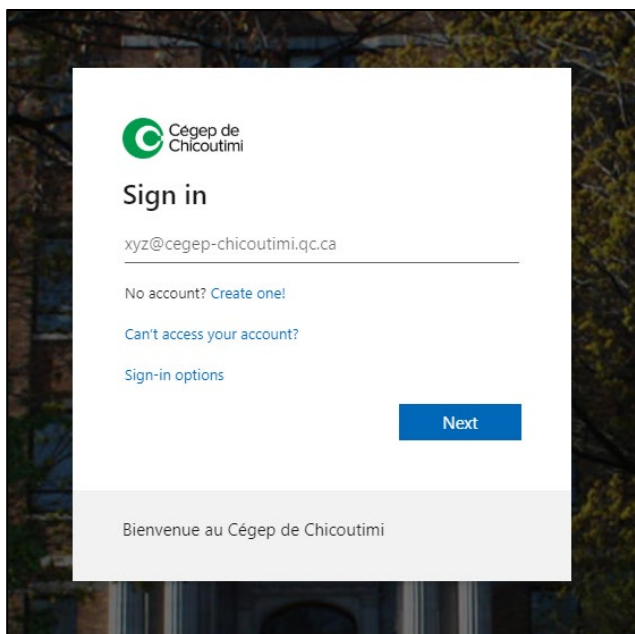 Cégep de
Chicoutimi
Sign in
xyz@cegep-chicoutimi.qc.ca
No account? Create one!
Can't access your account?
Sign-in options
Next
Bienvenue au Cégep de Chicoutimi